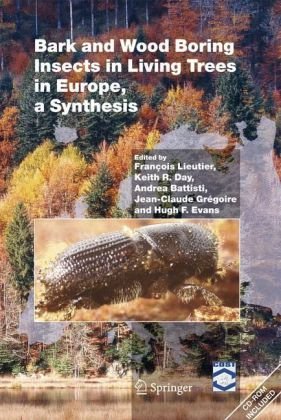 Bark and Wood Boring
Insects in Living Trees
in Europe,
a Synthesis
Edited by
François Lieutier,
Keith R. Day,
Andrea Battisti,
Jean-Claude Grégoire
and Hugh F. Evans
Springer
COST
CD-ROM
INCLUDED